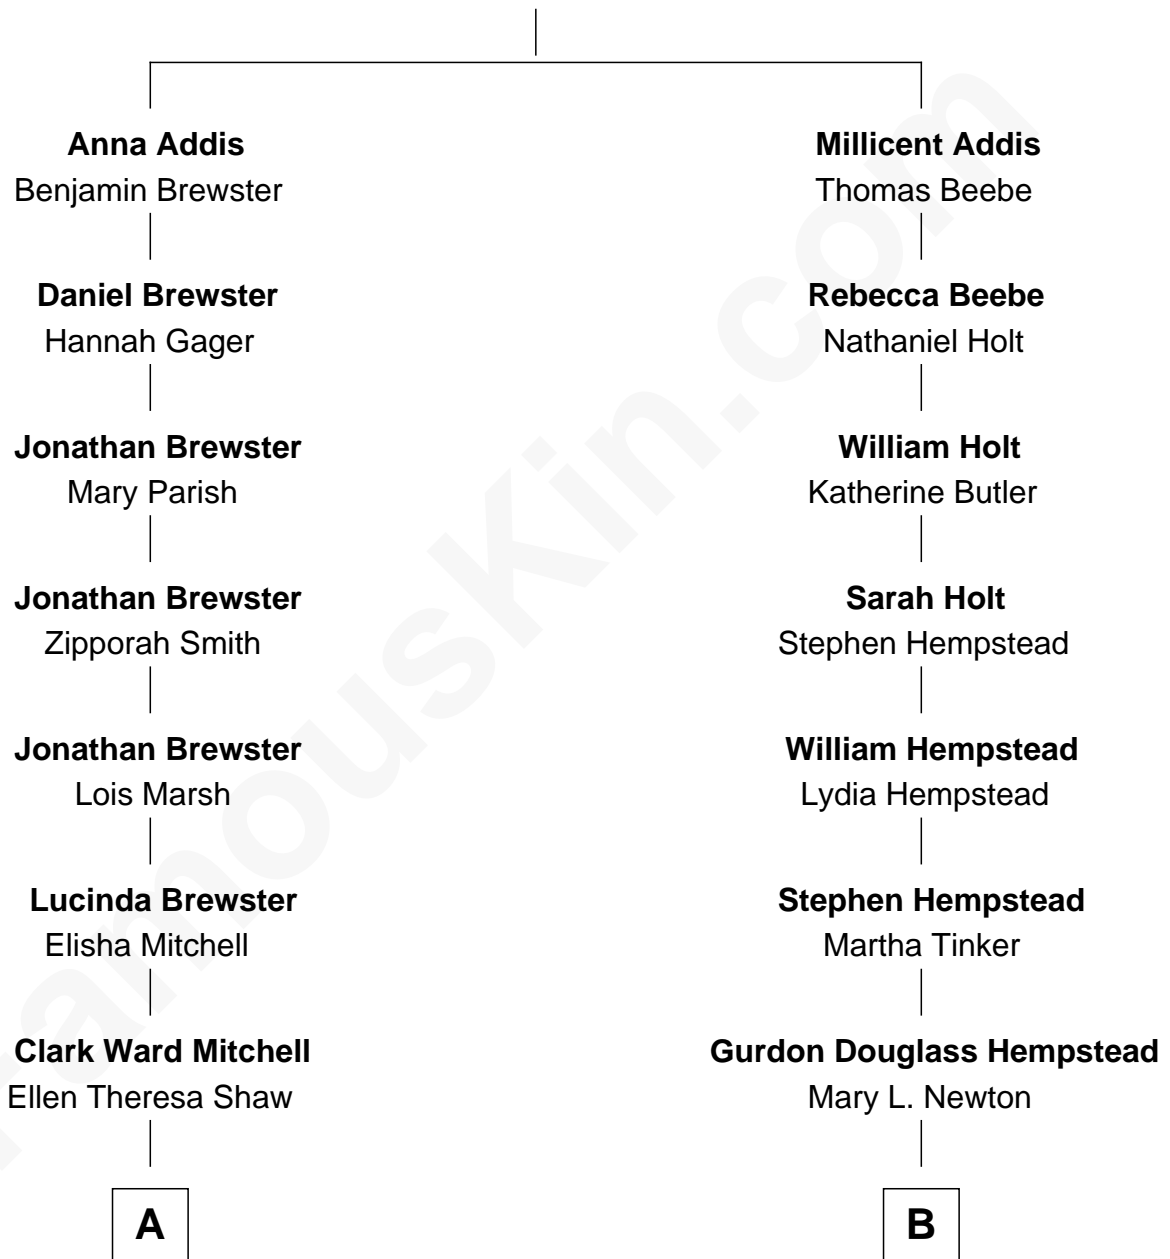 Anna Addis
Benjamin Brewster
Daniel Brewster
Hannah Gager
Jonathan Brewster
Mary Parish
Jonathan Brewster
Zipporah Smith
Jonathan Brewster
Lois Marsh
Lucinda Brewster
Elisha Mitchell
Clark Ward Mitchell
Ellen Theresa Shaw
A
Millicent Addis
Thomas Beebe
Rebecca Beebe
Nathaniel Holt
William Holt
Katherine Butler
Sarah Holt
Stephen Hempstead
William Hempstead
Lydia Hempstead
Stephen Hempstead
Martha Tinker
Gurdon Douglass Hempstead
Mary L. Newton
B
FamousKin.com